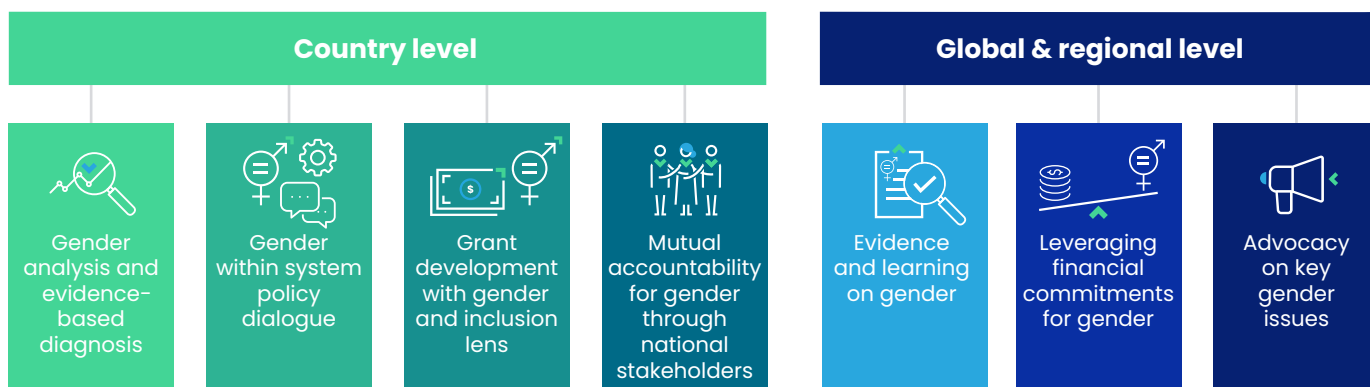 Country level
Global & regional level
Gender
analysis and
evidence-
based
diagnosis
Gender
within system
policy
dialogue
Grant
development
with gender
and inclusion
lens
Mutual
accountability
for gender
through
national
stakeholders
Evidence
and learning
on gender
Leveraging
financial
commitments
for gender
Advocacy
on key
gender
issues